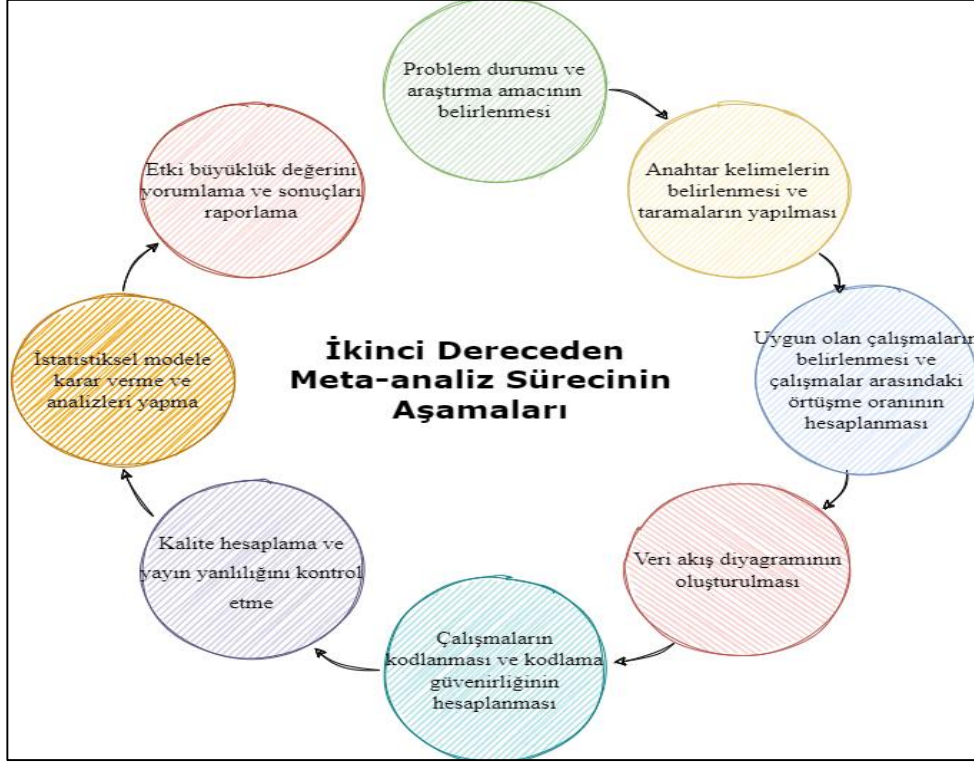 Problem durumu ve
araştırma amacının
belirlenmesi
Anahtar kelimelerin
belirlenmesi ve
taramaların yapılması
Uygun olan çalışmaların
belirlenmesi ve
çalışmalar arasındaki
örtüşme oranının
hesaplanması
Veri akış diyagramının
oluşturulması
Çalışmaların
kodlanması ve kodlama
güvenirliğinin
hesaplanması
Kalite hesaplama ve
yayın yanlılığını kontrol
etme
İstatistiksel modele
karar verme ve
analizleri yapma
Etki büyüklük değerini
yorumlama ve sonuçları
raporlama
İkinci Dereceden
Meta-analiz Sürecinin
Aşamaları